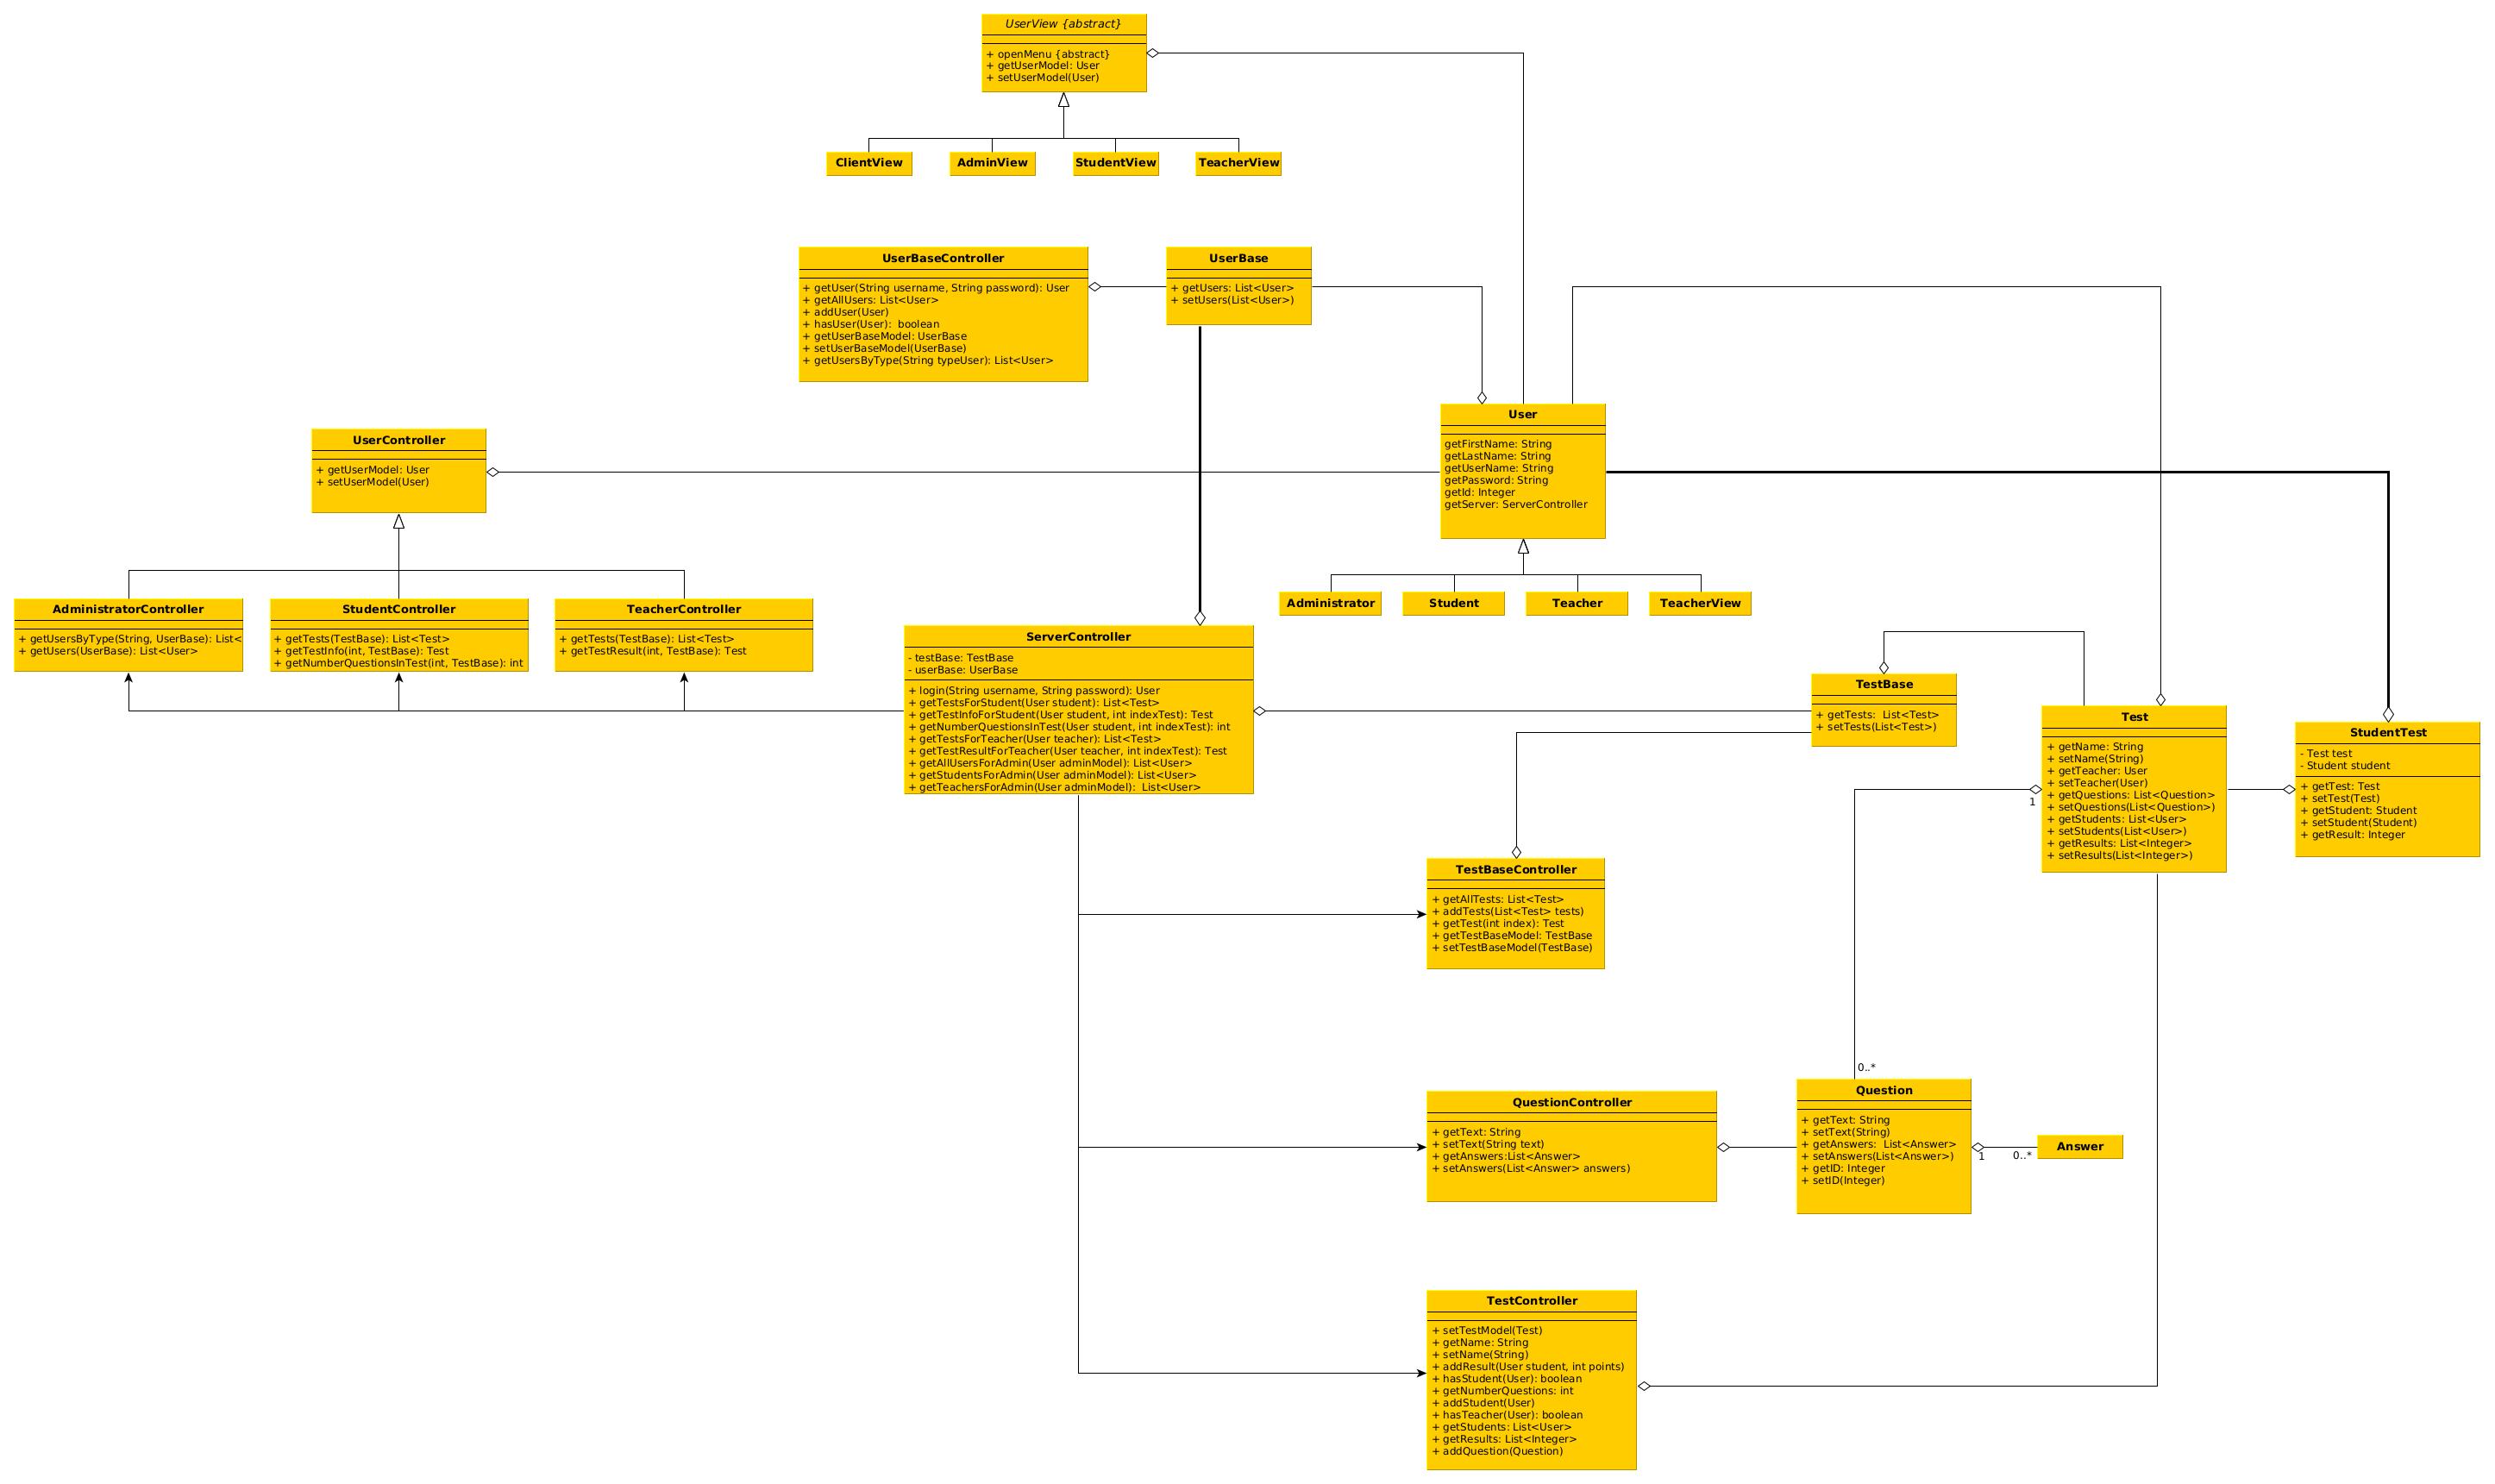 UserView {abstract}
+ openMenu {abstract}
+ getUserModel: User
+ setUserModel(User)
ClientView
AdminView
StudentView
TeacherView
UserBaseController
+ getUser(String username, String password): User
+ getAllUsers: List<User>
+ addUser(User)
+ hasUser(User):  boolean
+ getUserBaseModel: UserBase
+ setUserBaseModel(UserBase)
+ getUsersByType(String typeUser): List<User>
UserBase
+ getUsers: List<User>
+ setUsers(List<User>)
User
getFirstName: String
getLastName: String
getUserName: String
getPassword: String
getId: Integer
getServer: ServerController
UserController
+ getUserModel: User
+ setUserModel(User)
Administrator
Student
Teacher
TeacherView
AdministratorController
+ getUsersByType(String, UserBase): List<
+ getUsers(UserBase): List<User>
StudentController
+ getTests(TestBase): List<Test>
+ getTestInfo(int, TestBase): Test
+ getNumberQuestionsInTest(int, TestBase): int
TeacherController
+ getTests(TestBase): List<Test>
+ getTestResult(int, TestBase): Test
ServerController
- testBase: TestBase
- userBase: UserBase
+ login(String username, String password): User
+ getTestsForStudent(User student): List<Test>
+ getTestInfoForStudent(User student, int indexTest): Test
+ getNumberQuestionsInTest(User student, int indexTest): int
+ getTestsForTeacher(User teacher): List<Test>
+ getTestResultForTeacher(User teacher, int indexTest): Test
+ getAllUsersForAdmin(User adminModel): List<User>
+ getStudentsForAdmin(User adminModel): List<User>
+ getTeachersForAdmin(User adminModel):  List<User>
TestBase
+ getTests:  List<Test>
+ setTests(List<Test>)
Test
+ getName: String
+ setName(String)
+ getTeacher: User
+ setTeacher(User)
+ getQuestions: List<Question>
+ setQuestions(List<Question>)
+ getStudents: List<User>
+ setStudents(List<User>)
+ getResults: List<Integer>
+ setResults(List<Integer>)
1
StudentTest
- Test test
- Student student
+ getTest: Test
+ setTest(Test)
+ getStudent: Student
+ setStudent(Student)
+ getResult: Integer
TestBaseController
+ getAllTests: List<Test>
+ addTests(List<Test> tests)
+ getTest(int index): Test
+ getTestBaseModel: TestBase
+ setTestBaseModel(TestBase)
0..*
QuestionController
+ getText: String
+ setText(String text)
+ getAnswers:List<Answer>
+ setAnswers(List<Answer> answers)
Question
+ getText: String
+ setText(String)
+ getAnswers:  List<Answer>
+ setAnswers(List<Answer>)
+ getID: Integer
+ setID(Integer)
1
0..*
Answer
TestController
+ setTestModel(Test)
+ getName: String
+ setName(String)
+ addResult(User student, int points)
+ hasStudent(User): boolean
+ getNumberQuestions: int
+ addStudent(User)
+ hasTeacher(User): boolean
+ getStudents: List<User>
+ getResults: List<Integer>
+ addQuestion(Question)